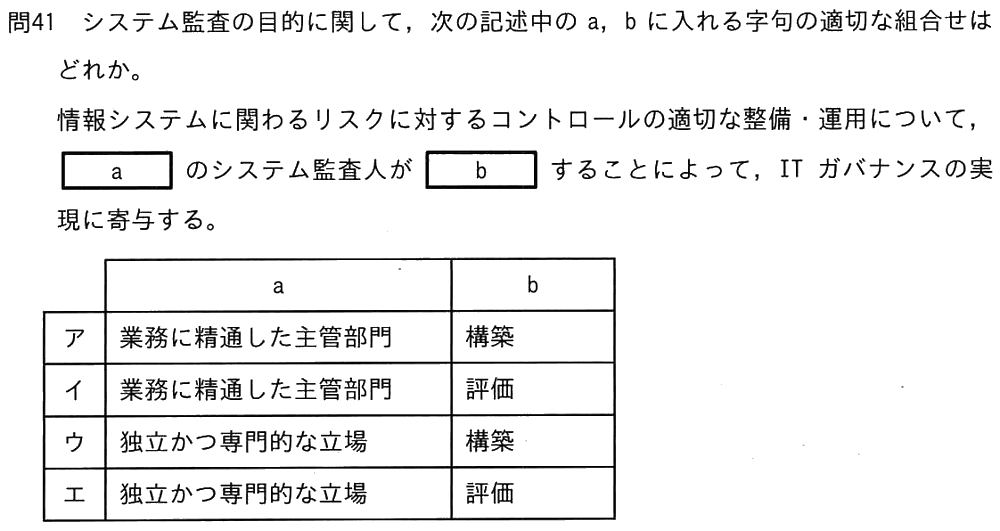 問41 システム監査の目的に関して，次の記述中の a，b に入れる字句の適切な組合せは
どれか。
情報システムに関わるリスクに対するコントロールの適切な整備・運用について，
a のシステム監査人が b することによって，IT ガバナンスの実
現に寄与する。
a b
ア 業務に精通した主管部門 構築
イ 業務に精通した主管部門 評価
ウ 独立かつ専門的な立場 構築
エ 独立かつ専門的な立場 評価